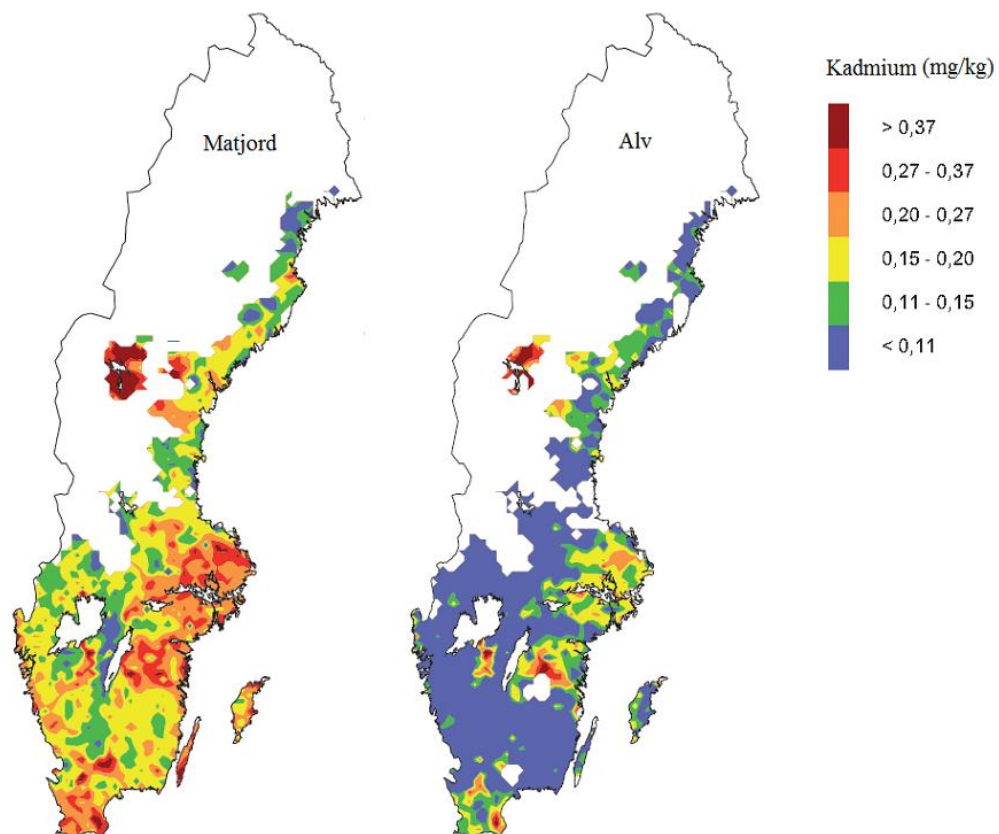 Matjord
Alv
Kadmium (mg/kg)
> 0,37
0,27 - 0,37
0,20 - 0,27
0,15 - 0,20
0,11 - 0,15
< 0,11